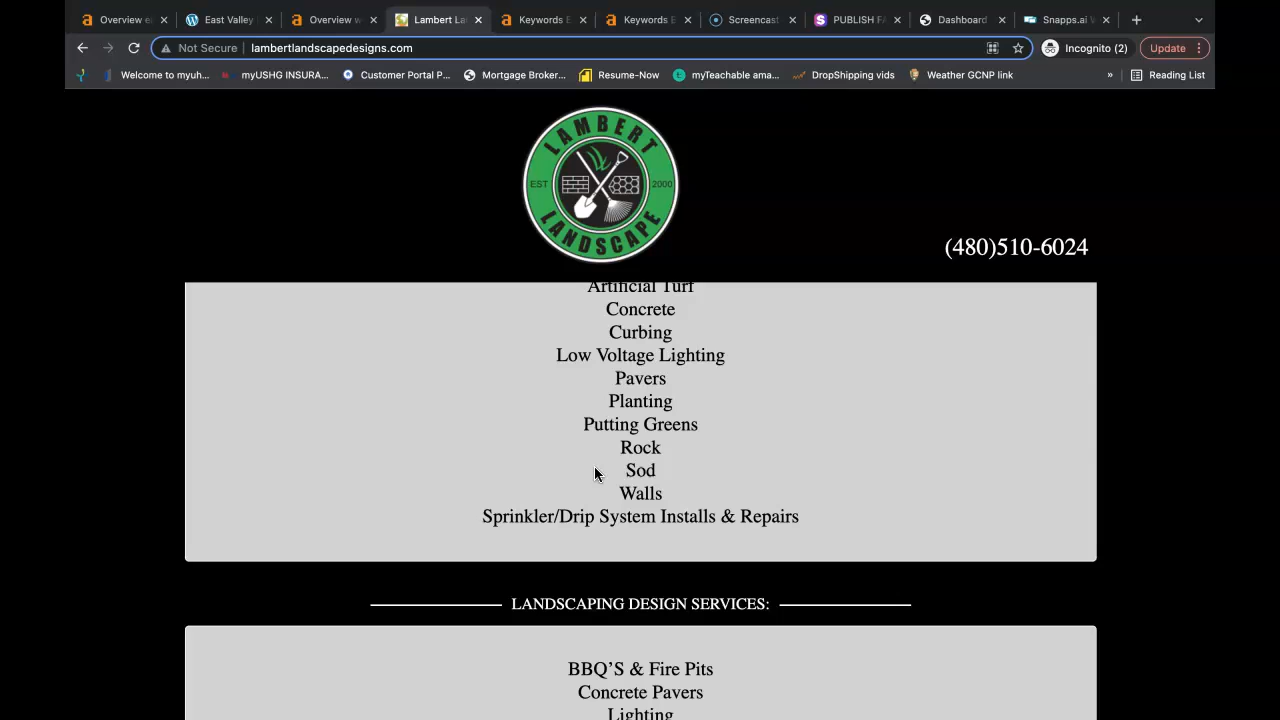 Overview e
East Valley
Overview w
Lambert La
Keywords E
Keywords E
Screencast
PUBLISH FA
Dashboard
Snapps.ai W
Not Secure lambertlandscapedesigns.com
Incognito (2)
Update
Welcome to myuh...
myUSHG INSURA...
Customer Portal P...
Mortgage Broker...
Resume-Now
myTeachable ama...
DropShipping vids
Weather GCNP link
»
Reading List
LAMBERT
EST 2000
LANDSCAPE
(480)510-6024
Artificial Turf
Concrete
Curbing
Low Voltage Lighting
Pavers
Planting
Putting Greens
Rock
Sod
Walls
Sprinkler/Drip System Installs & Repairs
LANDSCAPING DESIGN SERVICES:
BBQ’S & Fire Pits
Concrete Pavers
Lighting